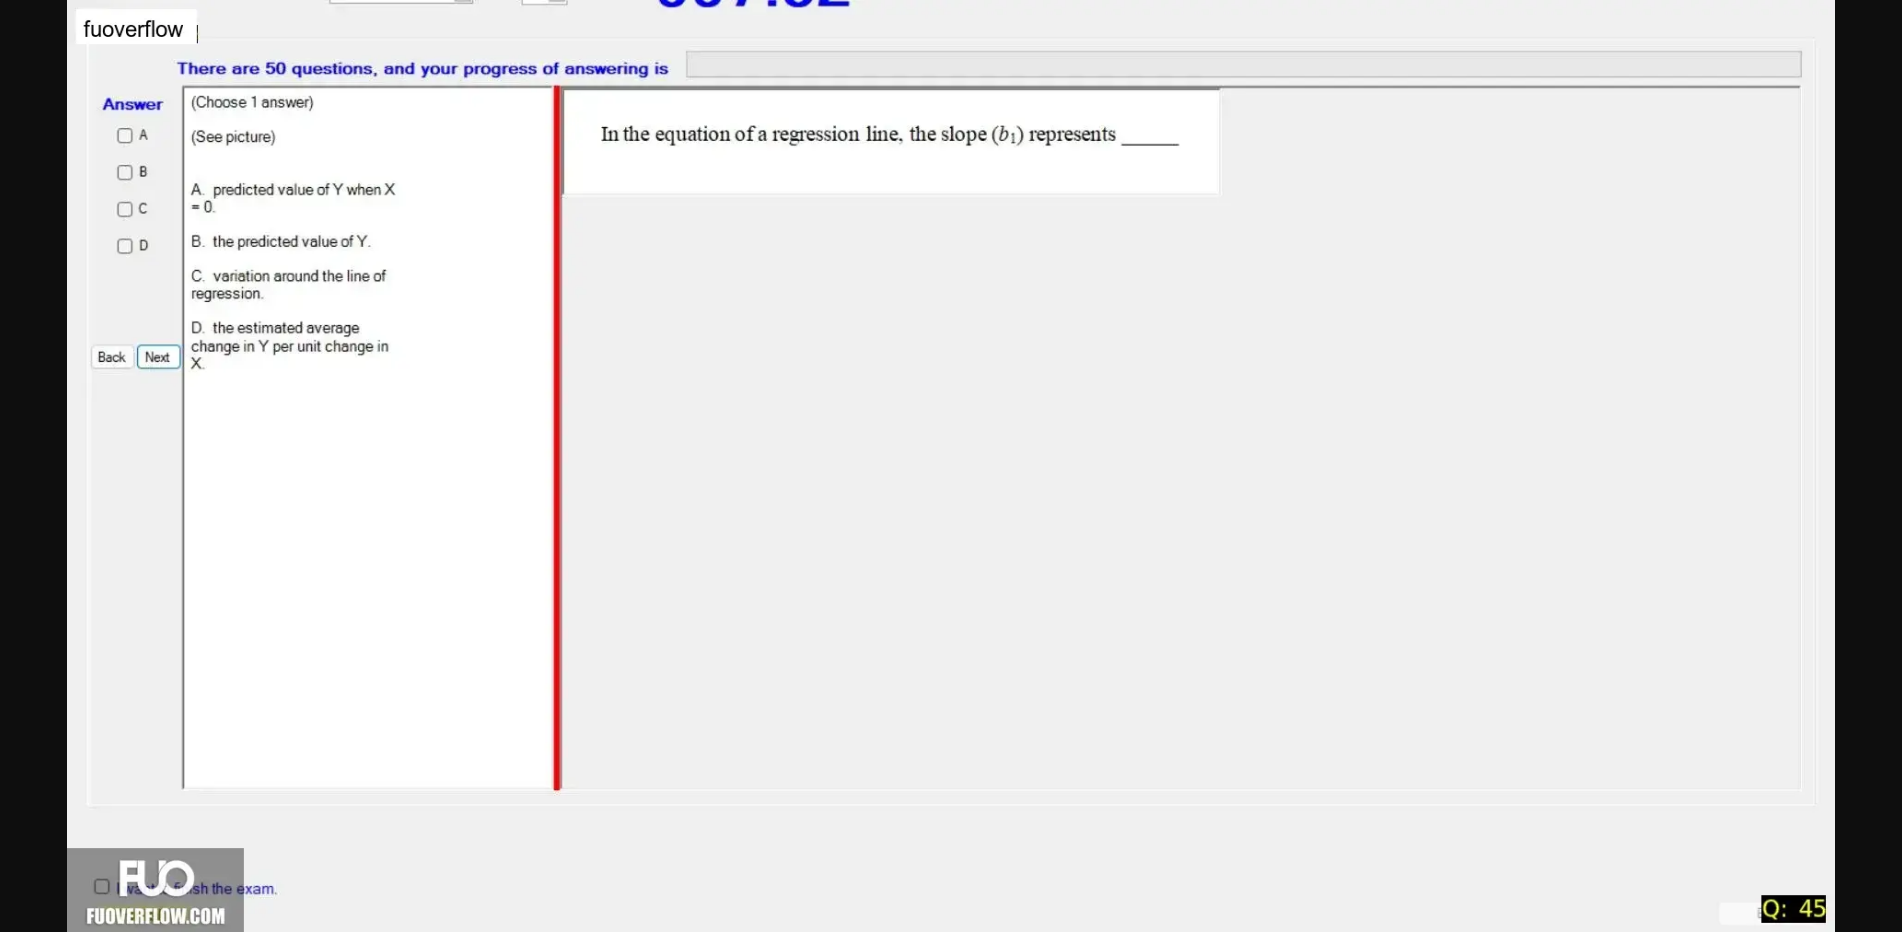 fuoverflow
There are 50 questions, and your progress of answering is
Answer
A
B
C
D
Back
Next
(Choose 1 answer)
(See picture)
A. predicted value of Y when X
= 0.
B. the predicted value of Y.
C. variation around the line of
regression.
D. the estimated average
change in Y per unit change in
X.
In the equation of a regression line, the slope (b₁) represents ______
FUO
sh the exam.
FUOVERFLOW.COM
Q: 45